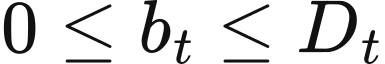 0 ≤ b_t ≤ D_t